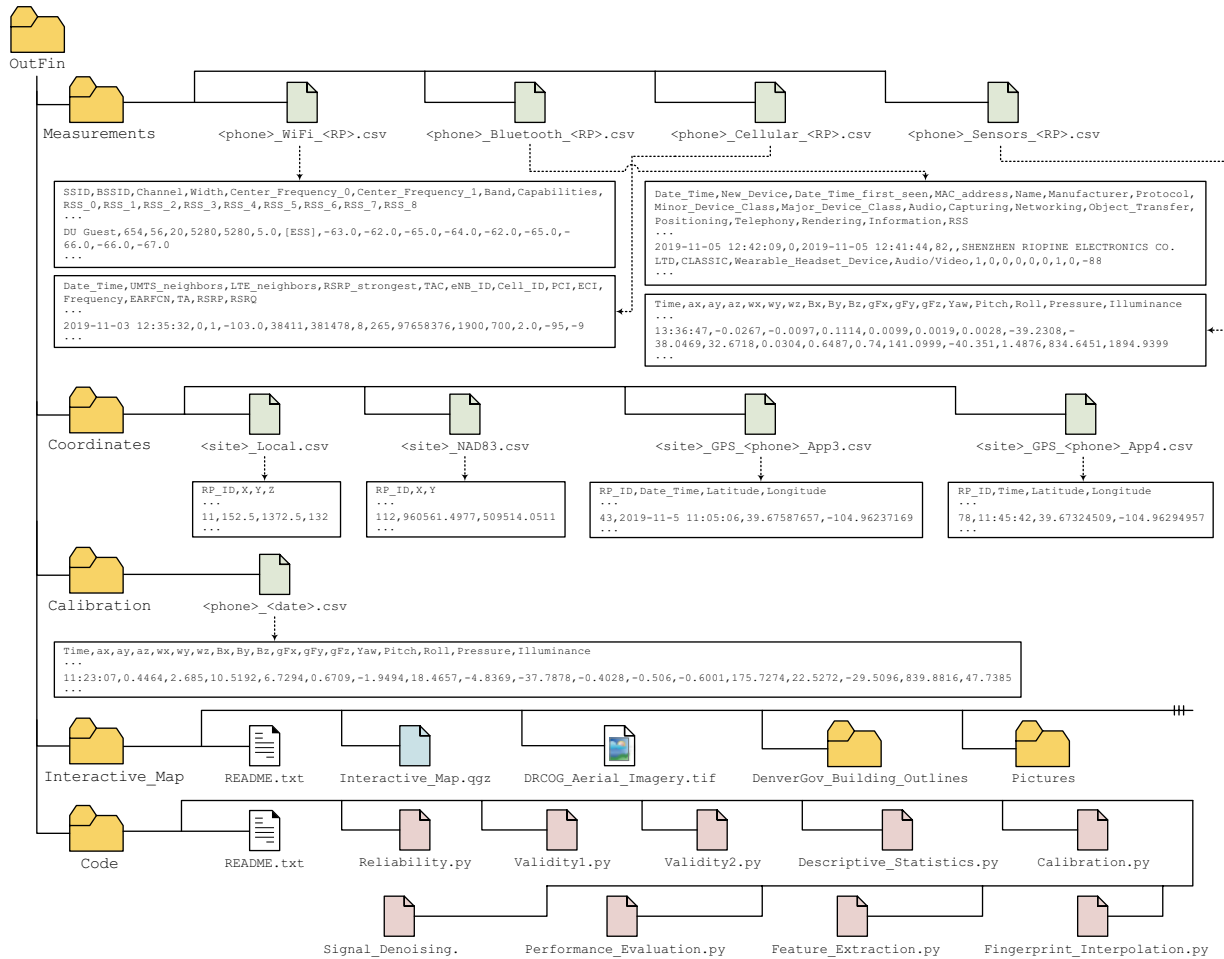 OutFin
Measurements
<phone>_WiFi_<RP>.csv
<phone>_Bluetooth_<RP>.csv
<phone>_Cellular_<RP>.csv
<phone>_Sensors_<RP>.csv
SSID,BSSID,Channel,Width,Center_Frequency_0,Center_Frequency_1,Band,Capabilities,
RSS_0,RSS_1,RSS_2,RSS_3,RSS_4,RSS_5,RSS_6,RSS_7,RSS_8
...
DU Guest,654,56,20,5280,5280,5.0,[ESS],-63.0,-62.0,-65.0,-64.0,-62.0,-65.0,-
66.0,-66.0,-67.0
...
Date_Time,New_Device,Date_Time_first_seen,MAC_address,Name,Manufacturer,Protocol,
Minor_Device_Class,Major_Device_Class,Audio,Capturing,Networking,Object_Transfer,
Positioning,Telephony,Rendering,Information,RSS
...
2019-11-05 12:42:09,0,2019-11-05 12:41:44,82,,SHENZHEN RIOPINE ELECTRONICS CO.
LTD,CLASSIC,Wearable_Headset_Device,Audio/Video,1,0,0,0,0,0,1,0,-88
...
Date_Time,UMTS_neighbors,LTE_neighbors,RSRP_strongest,TAC,eNB_ID,Cell_ID,PCI,ECI,
Frequency,EARFCN,TA,RSRP,RSRQ
...
2019-11-03 12:35:32,0,1,-103.0,38411,381478,8,265,97658376,1900,700,2.0,-95,-9
...
Time,ax,ay,az,wx,wy,wz,Bx,By,Bz,gFx,gFy,gFz,Yaw,Pitch,Roll,Pressure,Illuminance
...
13:36:47,-0.0267,-0.0097,0.1114,0.0099,0.0019,0.0028,-39.2308,-
38.0469,32.6718,0.0304,0.6487,0.74,141.0999,-40.351,1.4876,834.6451,1894.9399
...
Coordinates
<site>_Local.csv
<site>_NAD83.csv
<site>_GPS_<phone>_App3.csv
<site>_GPS_<phone>_App4.csv
RP_ID,X,Y,Z
...
11,152.5,1372.5,132
...
RP_ID,X,Y
...
112,960561.4977,509514.0511
...
RP_ID,Date_Time,Latitude,Longitude
...
43,2019-11-5 11:05:06,39.67587657,-104.96237169
...
RP_ID,Time,Latitude,Longitude
...
78,11:45:42,39.67324509,-104.96294957
...
Calibration
<phone>_<date>.csv
Time,ax,ay,az,wx,wy,wz,Bx,By,Bz,gFx,gFy,gFz,Yaw,Pitch,Roll,Pressure,Illuminance
...
11:23:07,0.4464,2.685,10.5192,6.7294,0.6709,-1.9494,18.4657,-4.8369,-37.7878,-0.4028,-0.506,-0.6001,175.7274,22.5272,-29.5096,839.8816,47.7385
...
Interactive_Map
README.txt
Interactive_Map.qgz
DRCOG_Aerial_Imagery.tif
DenverGov_Building_Outlines
Pictures
Code
README.txt
Reliability.py
Validity1.py
Validity2.py
Descriptive_Statistics.py
Calibration.py
Signal_Denoising.
Performance_Evaluation.py
Feature_Extraction.py
Fingerprint_Interpolation.py